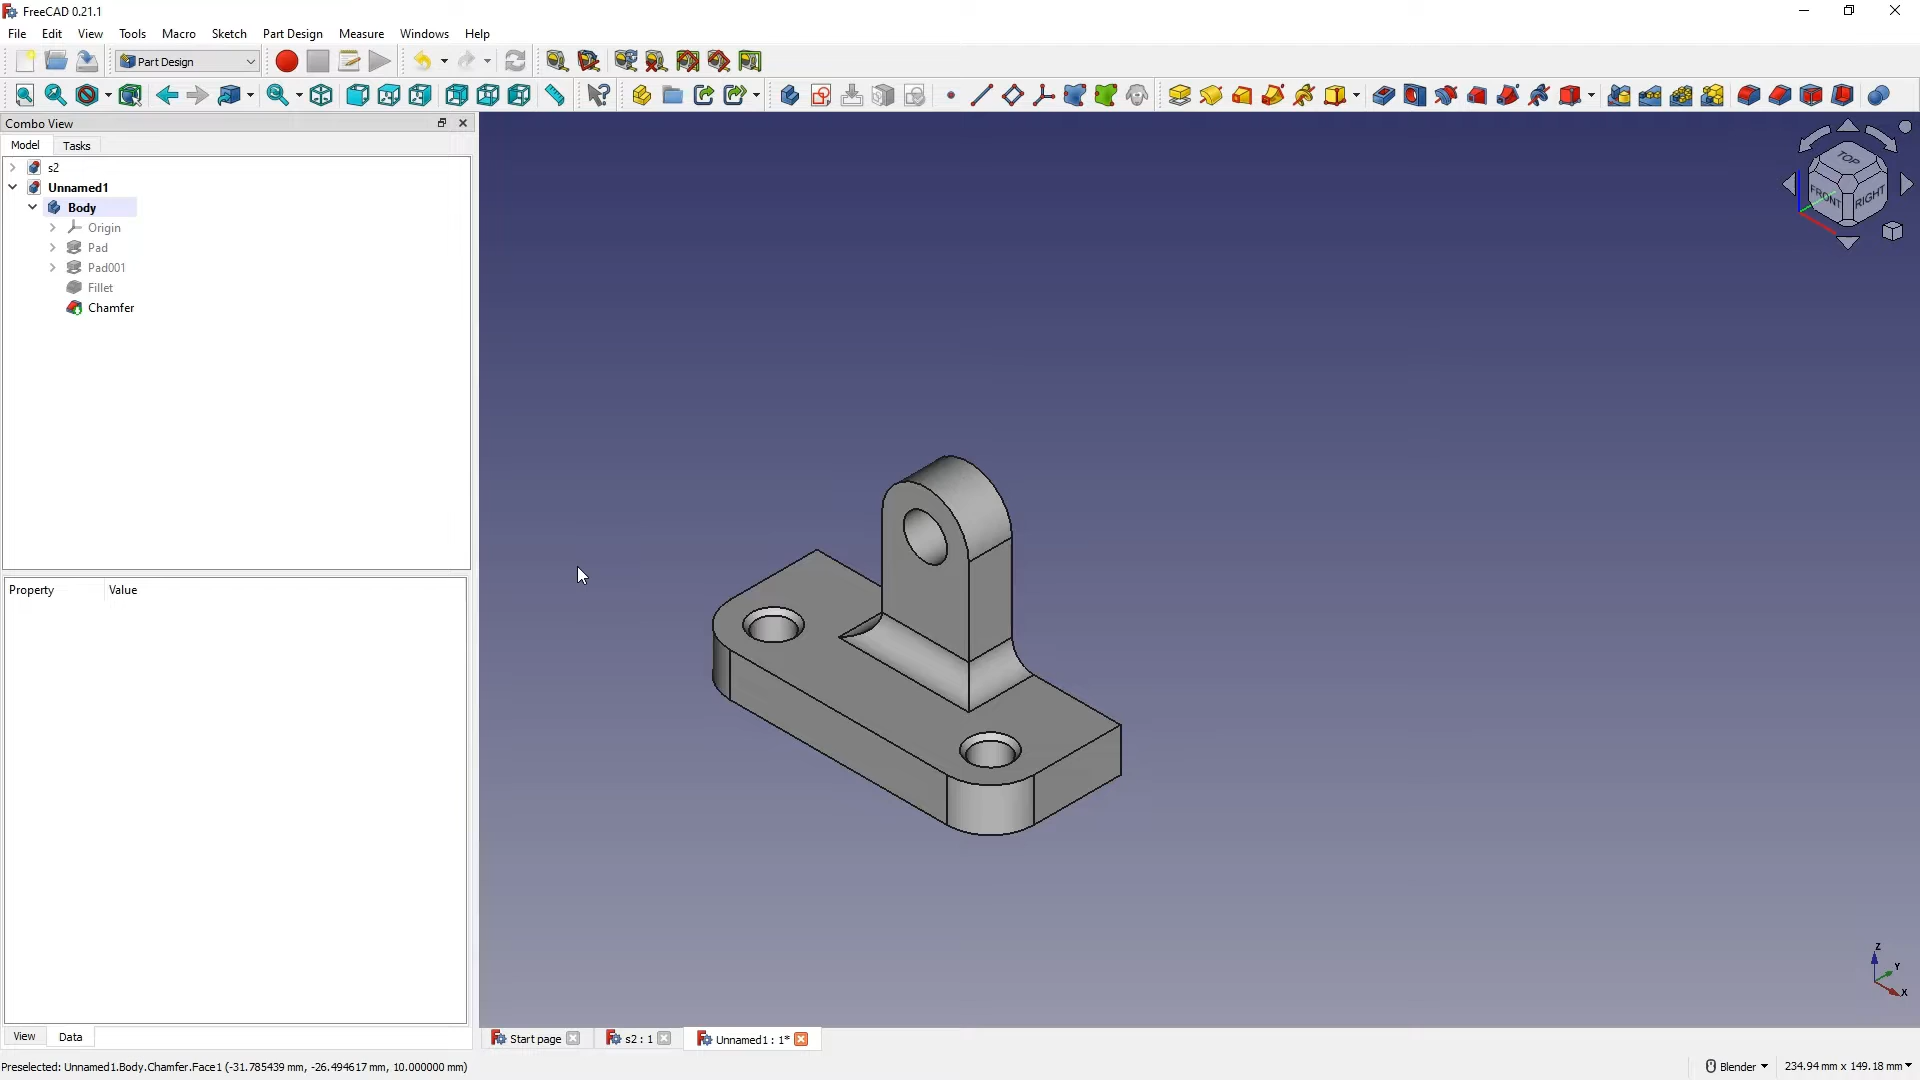 FreeCAD 0.21.1
File Edit View Tools Macro Sketch Part Design Measure Windows Help
Part Design
Combo View
Model Tasks
s2
Unnamed1
Body
Origin
Pad
Pad001
Fillet
Chamfer
TOP
FRONT RIGHT
Property Value
Z
Y
X
View Data
Start page s2 : 1 Unnamed1 : 1*
Preselected: Unnamed1.Body.Chamfer.Face1 (-31.785439 mm, -26.494617 mm, 10.000000 mm) Blender 234.94 mm x 149.18 mm